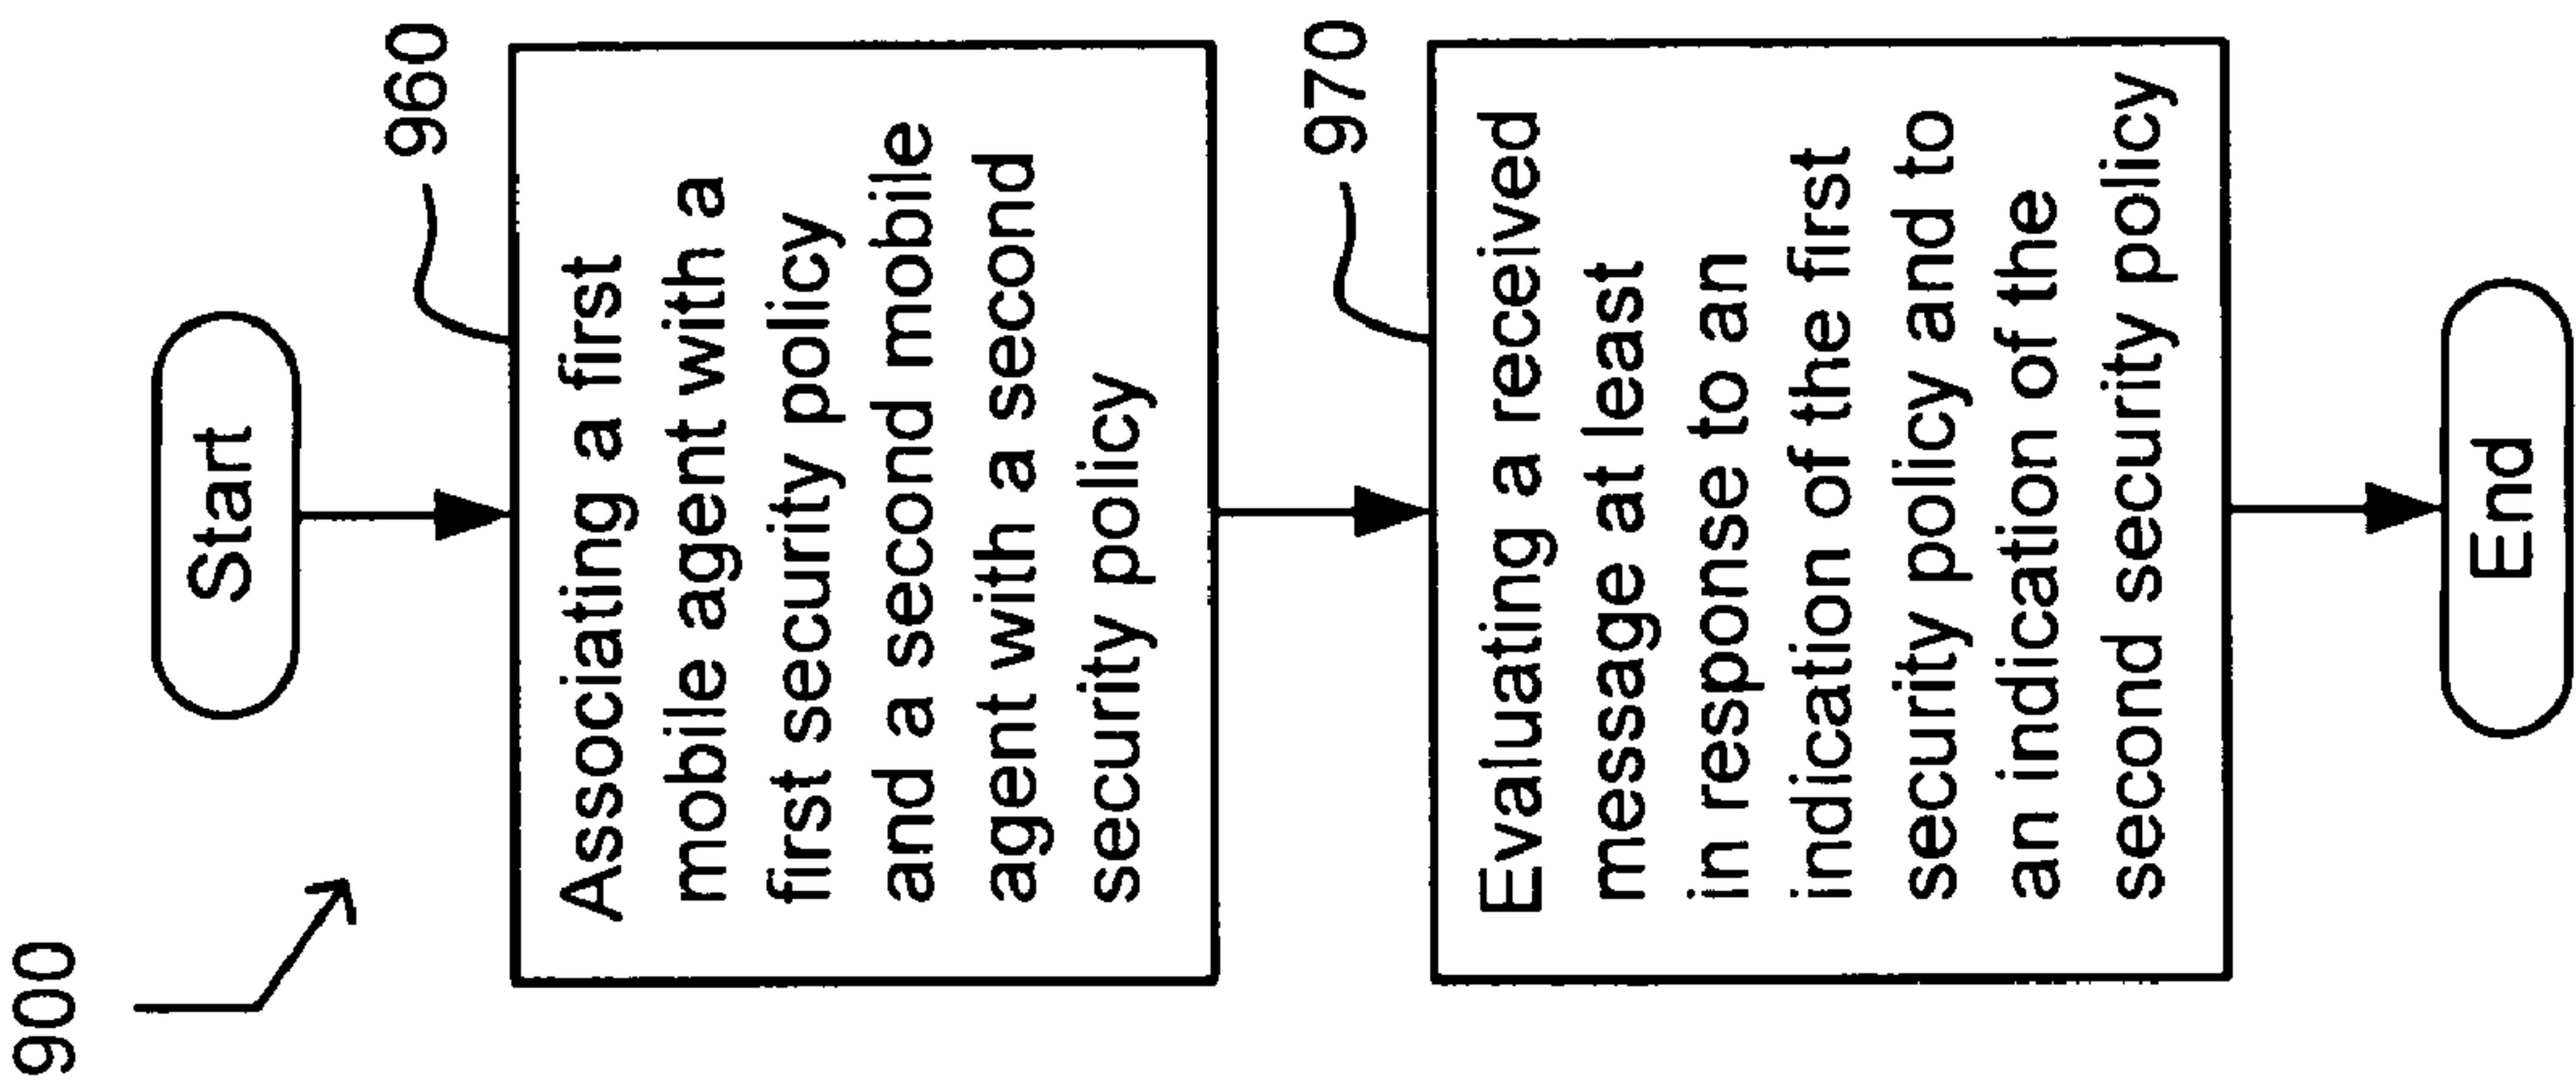 900
Start
960
Associating a first
mobile agent with a
first security policy
and a second mobile
agent with a second
security policy
970
Evaluating a received
message at least
in response to an
indication of the first
security policy and to
an indication of the
second security policy
End